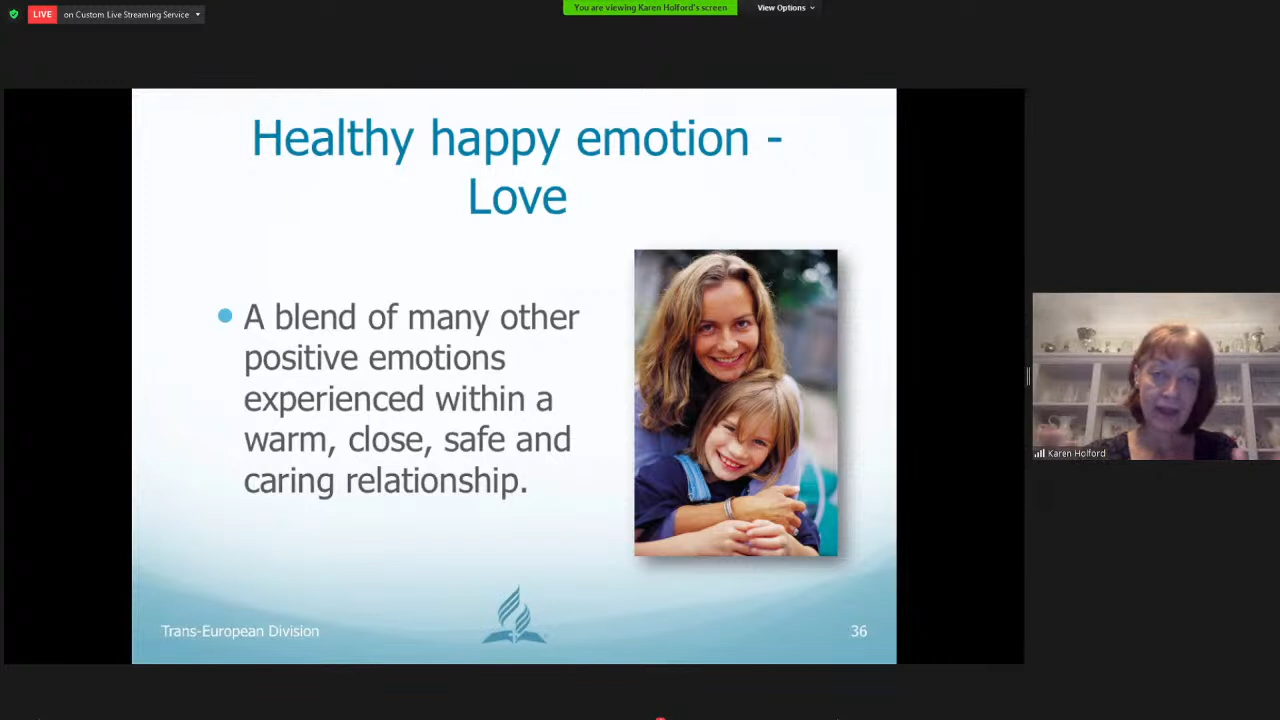 LIVE on Custom Live Streaming Service
You are viewing Karen Holford's screen
View Options
Healthy happy emotion -
Love
A blend of many other
positive emotions
experienced within a
warm, close, safe and
caring relationship.
Karen Holford
Trans-European Division
36